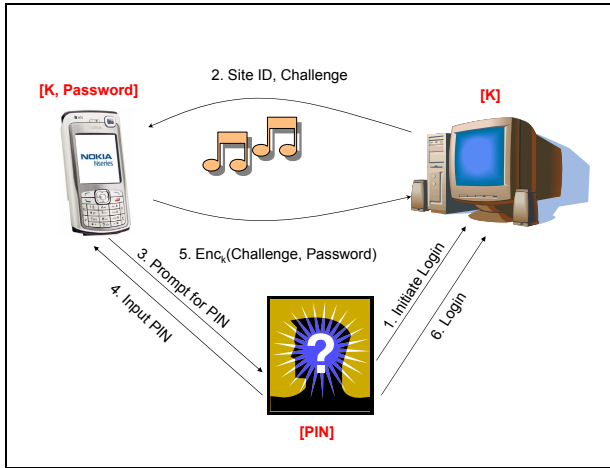 2. Site ID, Challenge
[K, Password]
[K]
NOKIA
Nseries
5. Enck(Challenge, Password)
3. Prompt for PIN
4. Input PIN
1. Initiate Login
6. Login
?
[PIN]